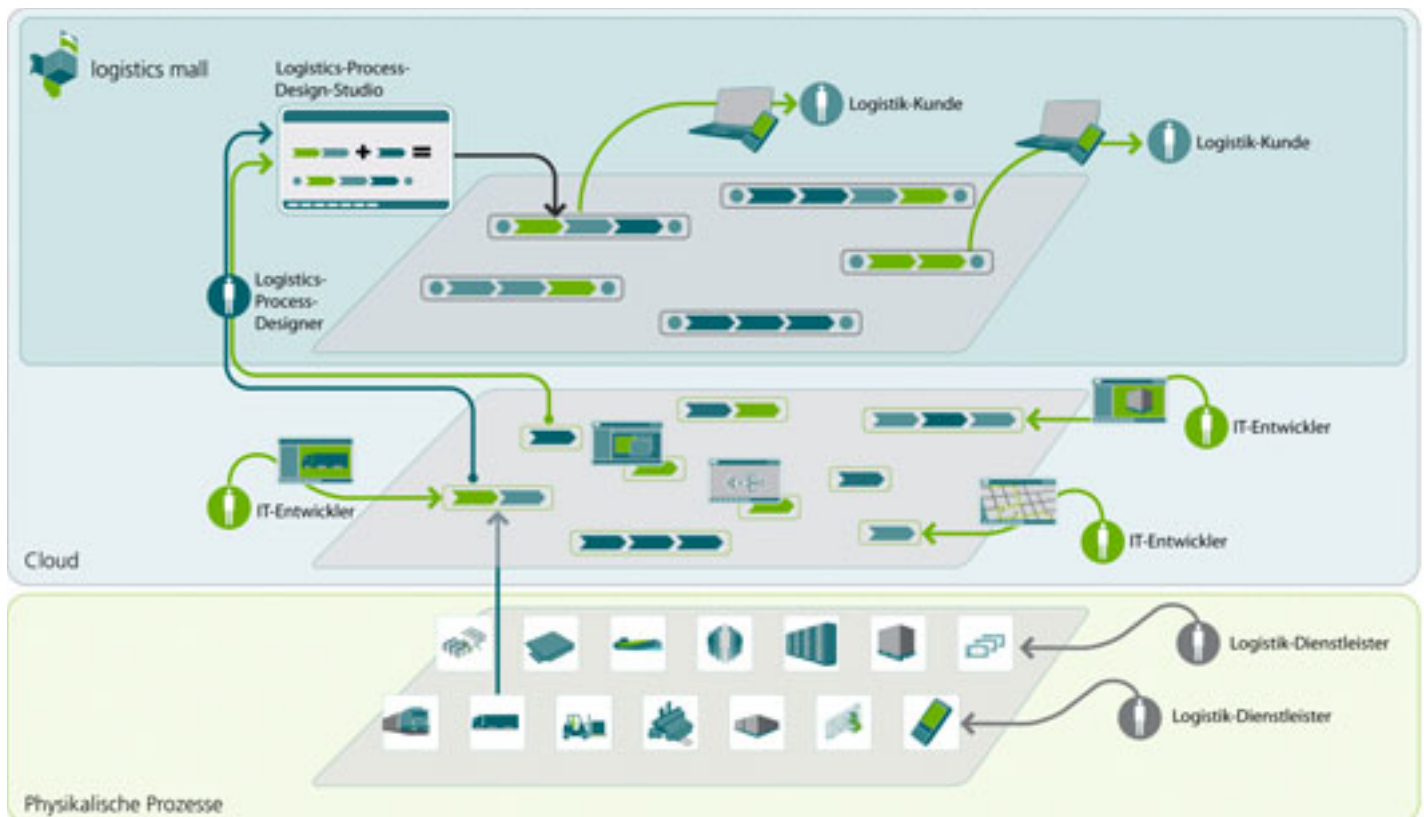 logistics mall
Logistics-Process-
Design-Studio
Logistik-Kunde
Logistik-Kunde
Logistics-
Process-
Designer
IT-Entwickler
IT-Entwickler
IT-Entwickler
Cloud
Logistik-Dienstleister
Logistik-Dienstleister
Physikalische Prozesse